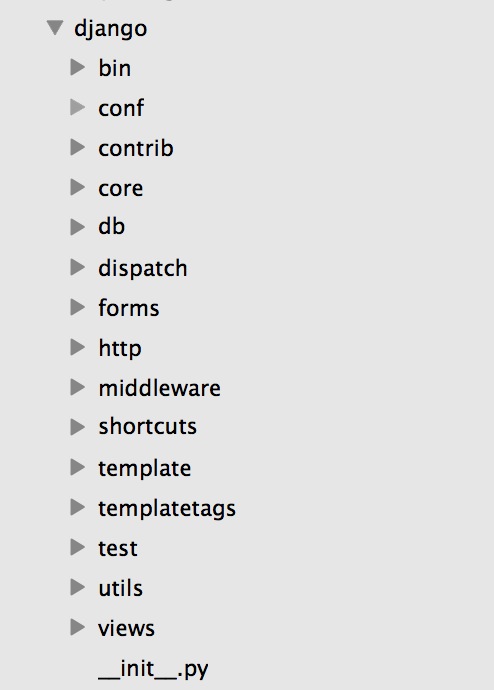 django
bin
conf
contrib
core
db
dispatch
forms
http
middleware
shortcuts
template
templatetags
test
utils
views
__init__.py